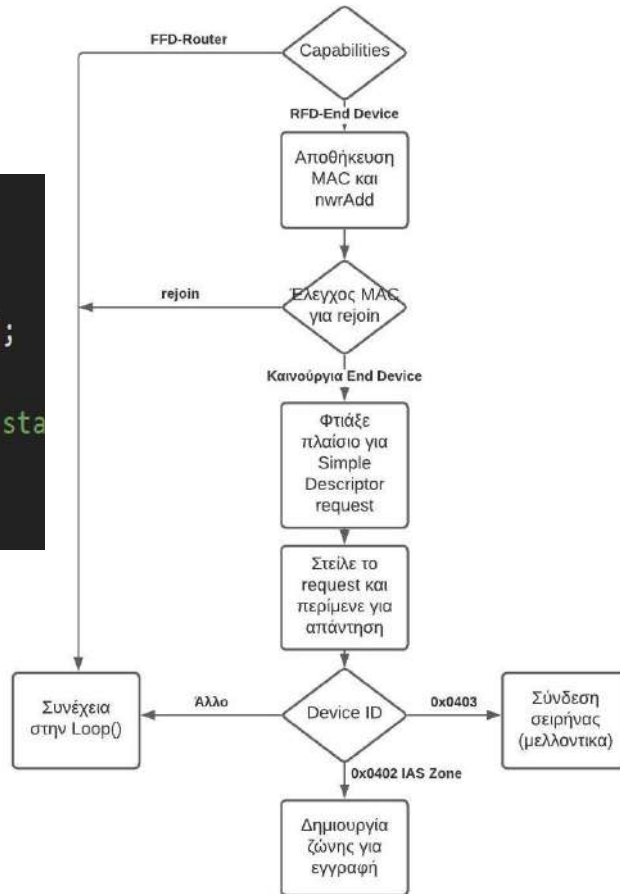 FFD-Router
Capabilities
RFD-End Device
Αποθήκευση
MAC και
nwrAdd
;
rejoin
Έλεγχος MAC
για rejoin
Καινούργια End Device
sta
Φτιάξε
πλαίσιο για
Simple
Descriptor
request
Στείλε το
request και
περίμενε για
απάντηση
Συνέχεια
στην Loop()
Άλλο
Device ID
0x0403
Σύνδεση
σειρήνας
(μελλοντικα)
0x0402 IAS Zone
Δημιουργία
ζώνης για
εγγραφή